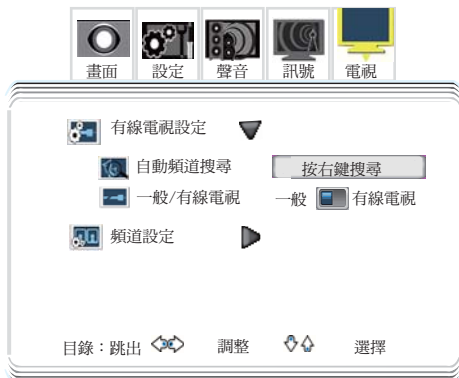 畫面 設定 聲音 訊號 電視
有線電視設定
自動頻道搜尋 按右鍵搜尋
一般/有線電視 一般 有線電視
頻道設定
目錄：跳出 調整 選擇